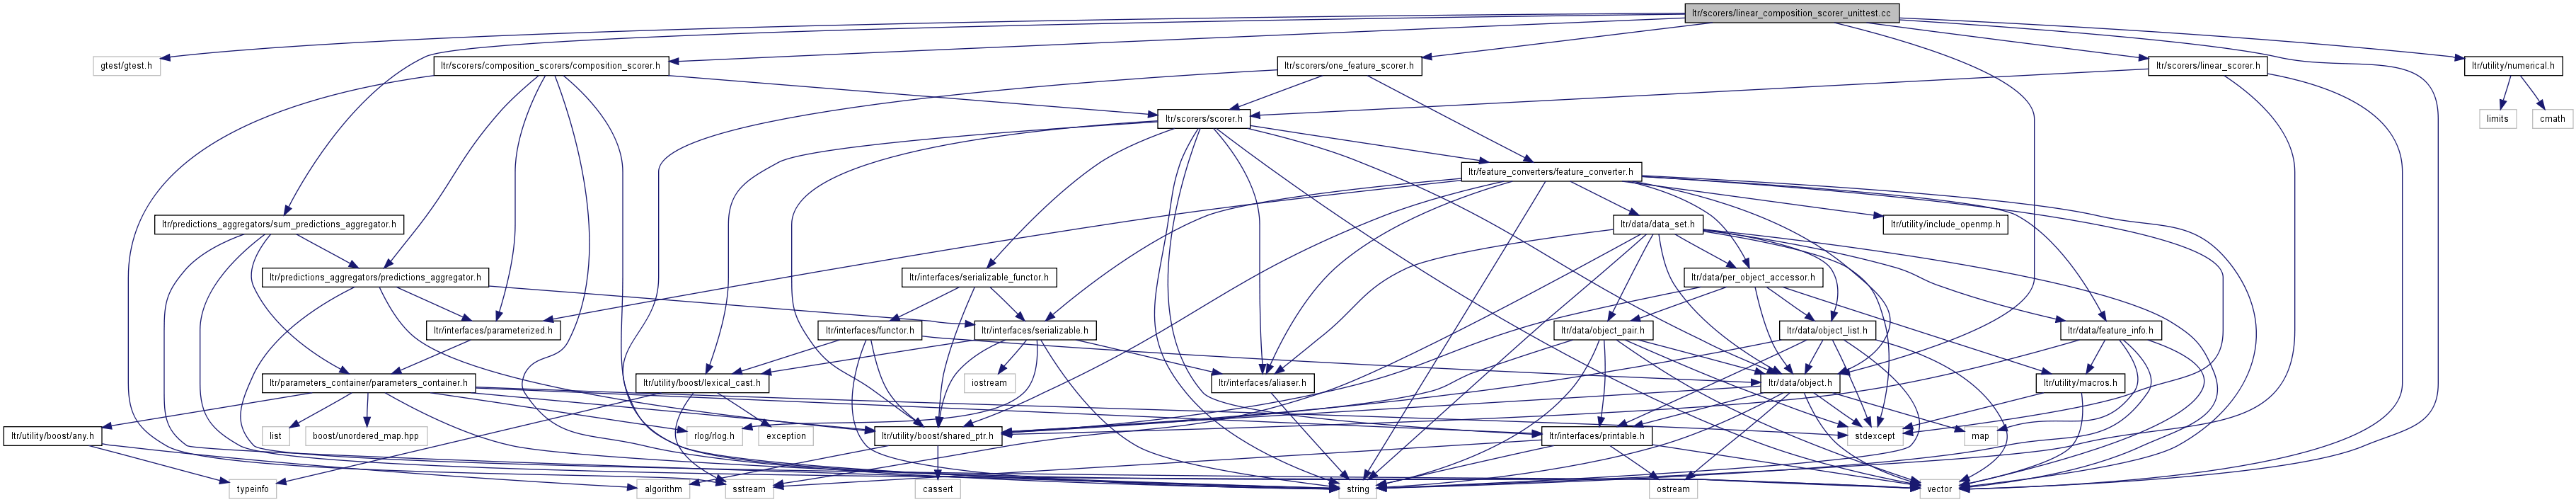 ltr/scorers/linear_composition_scorer_unittest.cc
gtest/gtest.h
ltr/scorers/composition_scorers/composition_scorer.h
ltr/scorers/one_feature_scorer.h
ltr/scorers/linear_scorer.h
ltr/utility/numerical.h
ltr/scorers/scorer.h
limits
cmath
ltr/feature_converters/feature_converter.h
ltr/predictions_aggregators/sum_predictions_aggregator.h
ltr/data/data_set.h
ltr/utility/include_openmp.h
ltr/predictions_aggregators/predictions_aggregator.h
ltr/interfaces/serializable_functor.h
ltr/data/per_object_accessor.h
ltr/interfaces/parameterized.h
ltr/interfaces/functor.h
ltr/interfaces/serializable.h
ltr/data/object_pair.h
ltr/data/object_list.h
ltr/data/feature_info.h
ltr/parameters_container/parameters_container.h
ltr/utility/boost/lexical_cast.h
iostream
ltr/interfaces/aliaser.h
ltr/data/object.h
ltr/utility/macros.h
ltr/utility/boost/any.h
list
boost/unordered_map.hpp
rlog/rlog.h
exception
ltr/utility/boost/shared_ptr.h
ltr/interfaces/printable.h
stdexcept
map
typeinfo
algorithm
sstream
cassert
string
ostream
vector